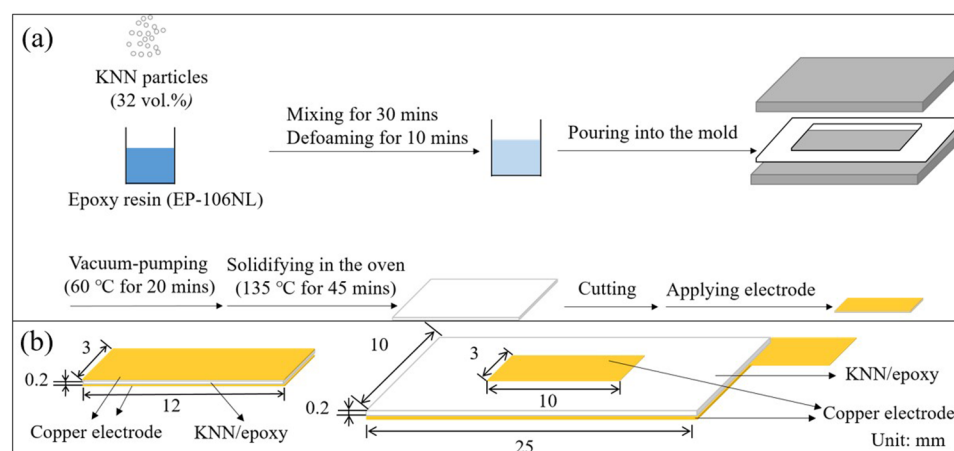 (a)
KNN particles
(32 vol.%)
Epoxy resin (EP-106NL)
Mixing for 30 mins
Defoaming for 10 mins
Pouring into the mold
Vacuum-pumping
(60 °C for 20 mins)
Solidifying in the oven
(135 °C for 45 mins)
Cutting
Applying electrode
(b)
3
0.2
12
Copper electrode
KNN/epoxy
10
3
10
0.2
25
KNN/epoxy
Copper electrode
Unit: mm